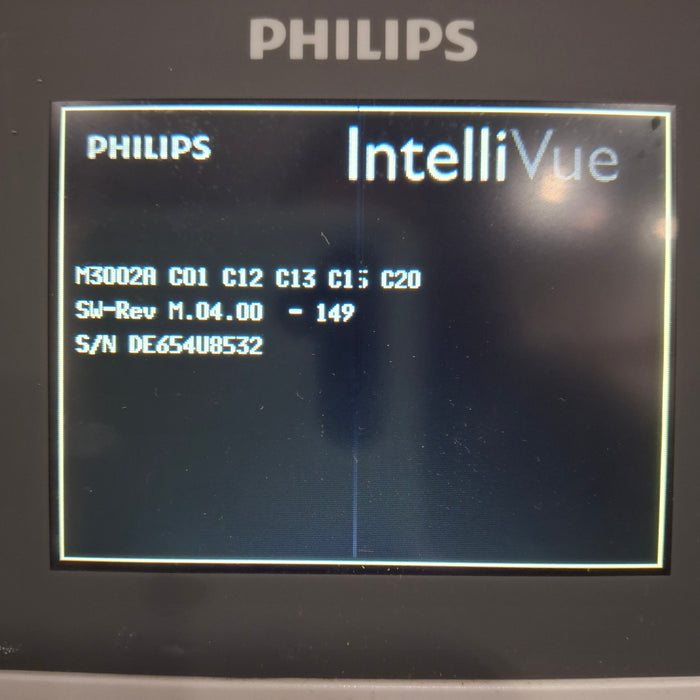 PHILIPS
PHILIPS IntelliVue
M3002A C01 C12 C13 C15 C20
SW-Rev M.04.00 - 149
S/N DE654U8532